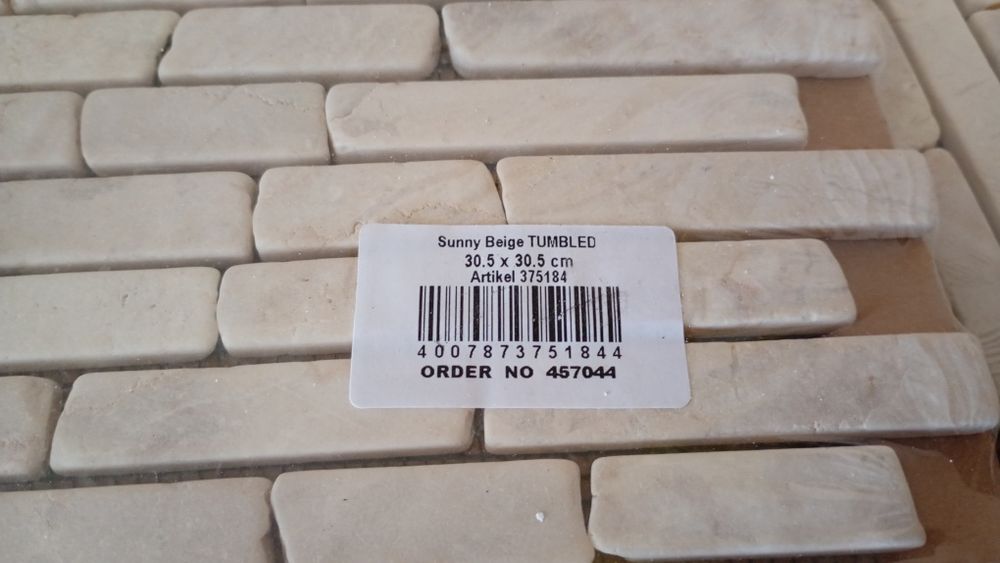 Sunny Beige TUMBLED
30.5 x 30.5 cm
Artikel 375184
4007873751844
ORDER NO 457044